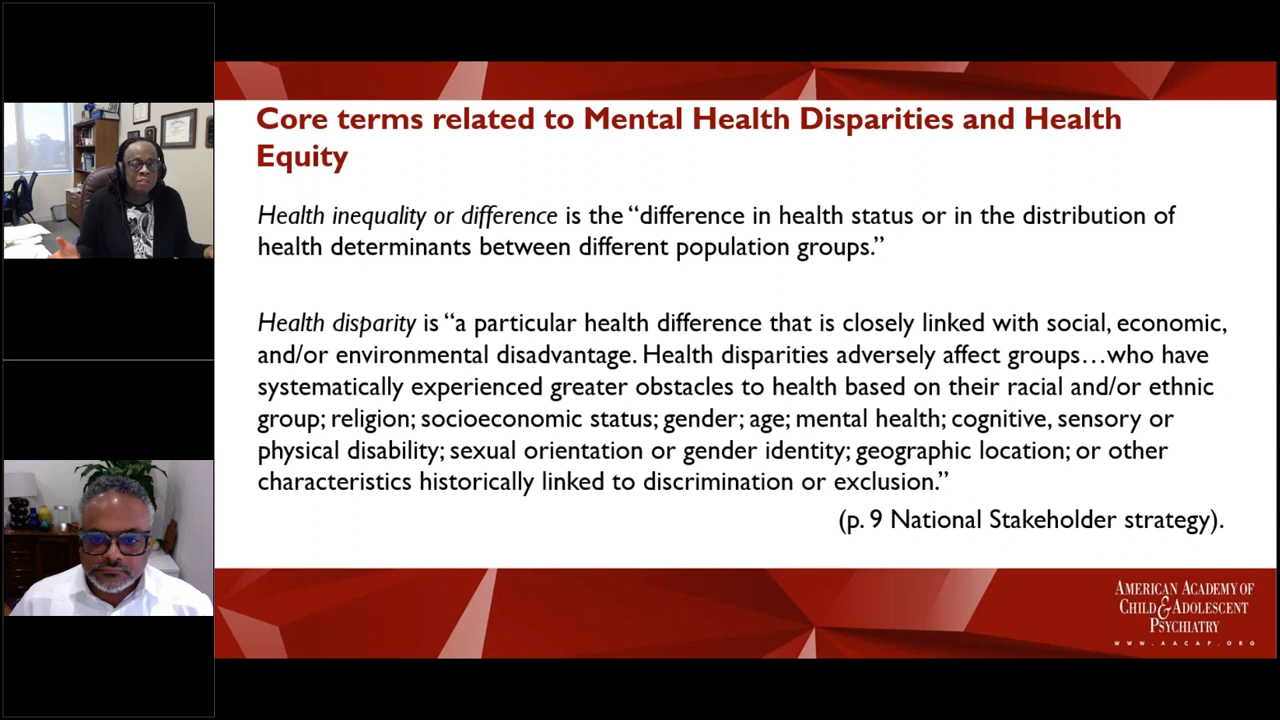 Core terms related to Mental Health Disparities and Health
Equity
Health inequality or difference is the “difference in health status or in the distribution of
health determinants between different population groups.”
Health disparity is “a particular health difference that is closely linked with social, economic,
and/or environmental disadvantage. Health disparities adversely affect groups…who have
systematically experienced greater obstacles to health based on their racial and/or ethnic
group; religion; socioeconomic status; gender; age; mental health; cognitive, sensory or
physical disability; sexual orientation or gender identity; geographic location; or other
characteristics historically linked to discrimination or exclusion.”
(p. 9 National Stakeholder strategy).
AMERICAN ACADEMY OF
CHILD & ADOLESCENT
PSYCHIATRY
WWW.AACAP.ORG